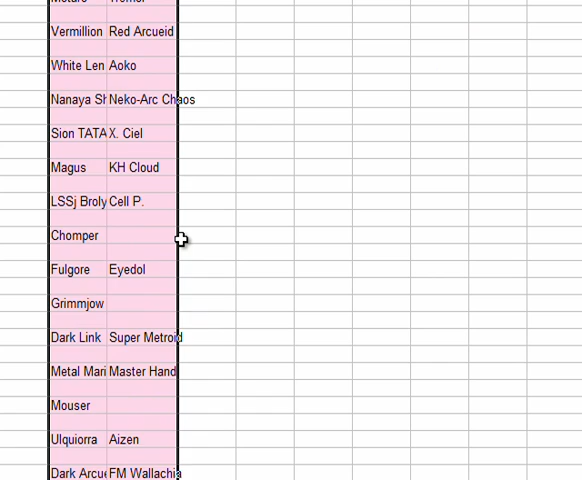 Vermillion Red Arcueid
White Len Aoko
Nanaya Sh Neko-Arc Chaos
Sion TATA X. Ciel
Magus KH Cloud
LSSj Broly Cell P.
Chomper
Fulgore Eyedol
Grimmjow
Dark Link Super Metroid
Metal Mari Master Hand
Mouser
Ulquiorra Aizen
Dark Arcue FM Wallachia